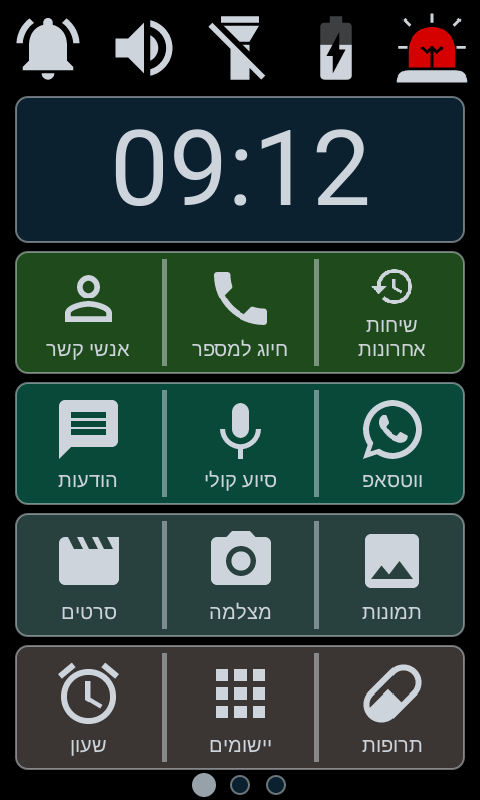 09:12
שיחות
אחרונות
חיוג למספר
אנשי קשר
ווטסאפ
סיוע קולי
הודעות
תמונות
מצלמה
סרטים
תרופות
יישומים
שעון